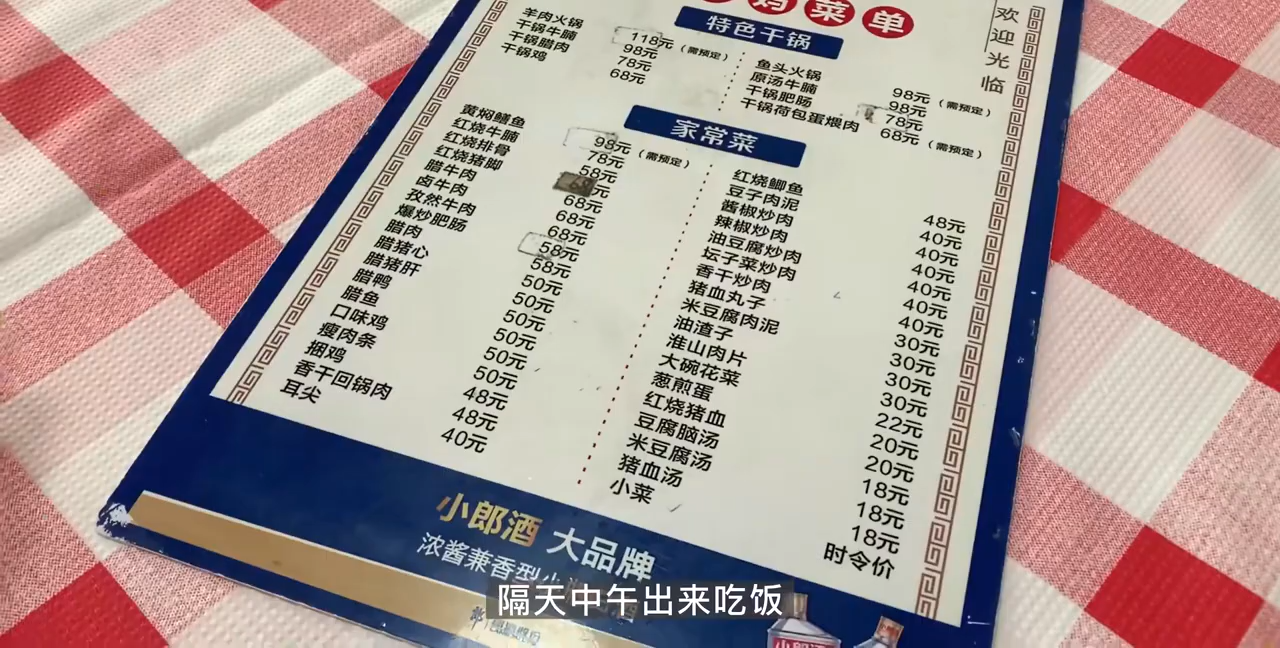 菜单
欢迎光临
特色干锅
羊肉火锅 118元（需预定）
干锅牛腩 98元
干锅腊肉 78元
干锅鸡 68元
鱼头火锅 98元（需预定）
原汤牛腩 98元
干锅肥肠 78元
干锅荷包蛋煨肉 68元（需预定）
家常菜
黄焖鳝鱼 98元（需预定）
红烧牛腩 78元
红烧排骨 58元
红烧猪脚 元
腊牛肉 68元
卤牛肉 68元
孜然牛肉 68元
爆炒肥肠 58元
腊肉 58元
腊猪心 50元
腊猪肝 50元
腊鸭 50元
腊鱼 50元
口味鸡 50元
瘦肉条 50元
捆鸡 48元
香干回锅肉 48元
耳尖 40元
红烧鲫鱼 48元
豆子肉泥 40元
酱椒炒肉 40元
辣椒炒肉 40元
油豆腐炒肉 40元
坛子菜炒肉 40元
香干炒肉 40元
猪血丸子 30元
米豆腐肉泥 30元
油渣子 30元
淮山肉片 30元
大碗花菜 22元
葱煎蛋 20元
红烧猪血 20元
豆腐脑汤 18元
米豆腐汤 18元
猪血汤 18元
小菜 时令价
小郎酒 大品牌
浓酱兼香型
隔天中午出来吃饭
小郎酒